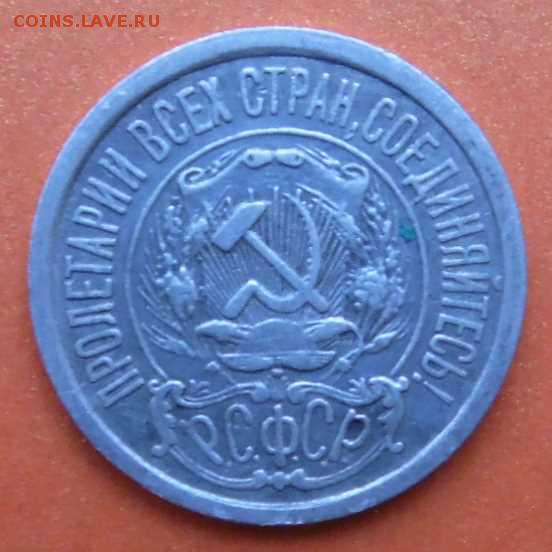 COINS.LAVE.RU
ПРОЛЕТАРИИ ВСЕХ СТРАН, СОЕДИНЯЙТЕСЬ!
Р.С.Ф.С.Р.